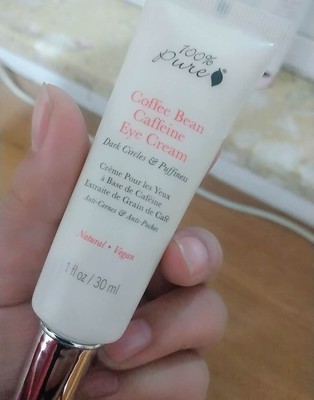 100%
pure
Coffee Bean
Caffeine
Eye Cream
Dark Circles & Puffiness
Crème Pour les Yeux
à Base de Caféine
Extraite de Grain de Café
Anti-Cernes & Anti-Poches
Natural • Vegan
1 fl oz / 30 ml